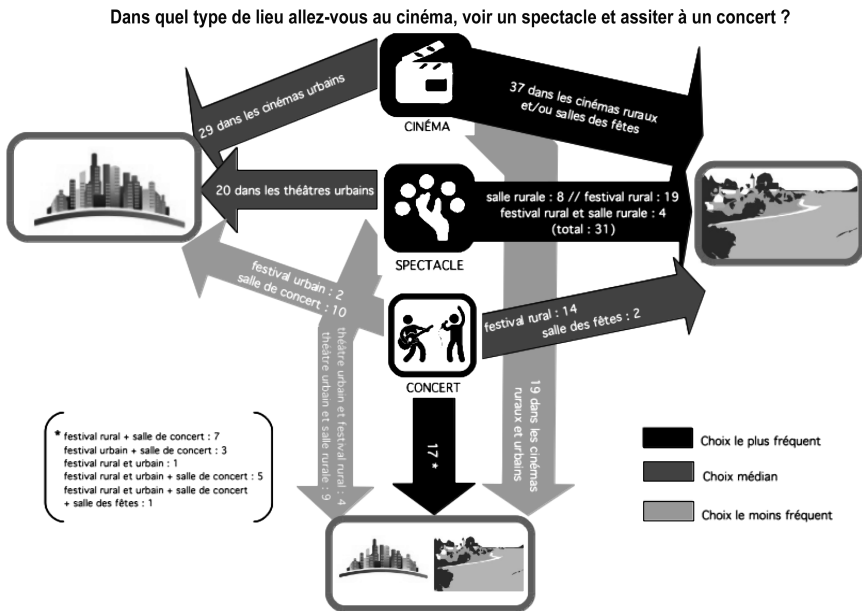 Dans quel type de lieu allez-vous au cinéma, voir un spectacle et assiter à un concert ?
29 dans les cinémas urbains
CINÉMA
37 dans les cinémas ruraux
et/ou salles des fêtes
20 dans les théâtres urbains
SPECTACLE
salle rurale : 8 // festival rural : 19
festival rural et salle rurale : 4
(total : 31)
festival urbain : 2
salle de concert : 10
CONCERT
festival rural : 14
salle des fêtes : 2
théâtre urbain et festival rural : 4
théâtre urbain et salle rurale : 9
17 *
19 dans les cinémas
ruraux et urbains
* festival rural + salle de concert : 7
festival urbain + salle de concert : 3
festival rural et urbain : 1
festival rural et urbain + salle de concert : 5
festival rural et urbain + salle de concert
+ salle des fêtes : 1
Choix le plus fréquent
Choix médian
Choix le moins fréquent